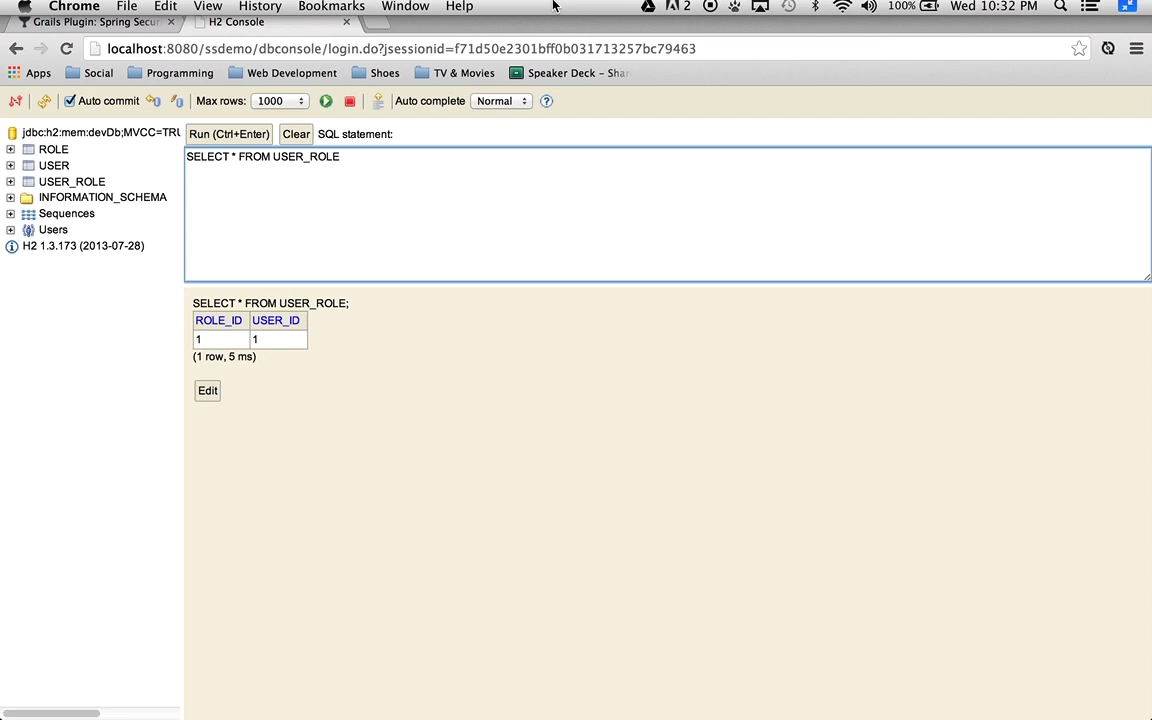 Chrome File Edit View History Bookmarks Window Help 2 100% Wed 10:32 PM
Grails Plugin: Spring Secur H2 Console
localhost:8080/ssdemo/dbconsole/login.do?jsessionid=f71d50e2301bff0b031713257bc79463
Apps Social Programming Web Development Shoes TV & Movies Speaker Deck – Shar
Auto commit Max rows: 1000 Auto complete Normal
jdbc:h2:mem:devDb;MVCC=TRU
ROLE
USER
USER_ROLE
INFORMATION_SCHEMA
Sequences
Users
H2 1.3.173 (2013-07-28)
Run (Ctrl+Enter) Clear SQL statement:
SELECT * FROM USER_ROLE
SELECT * FROM USER_ROLE;
ROLE_ID USER_ID
1 1
(1 row, 5 ms)
Edit